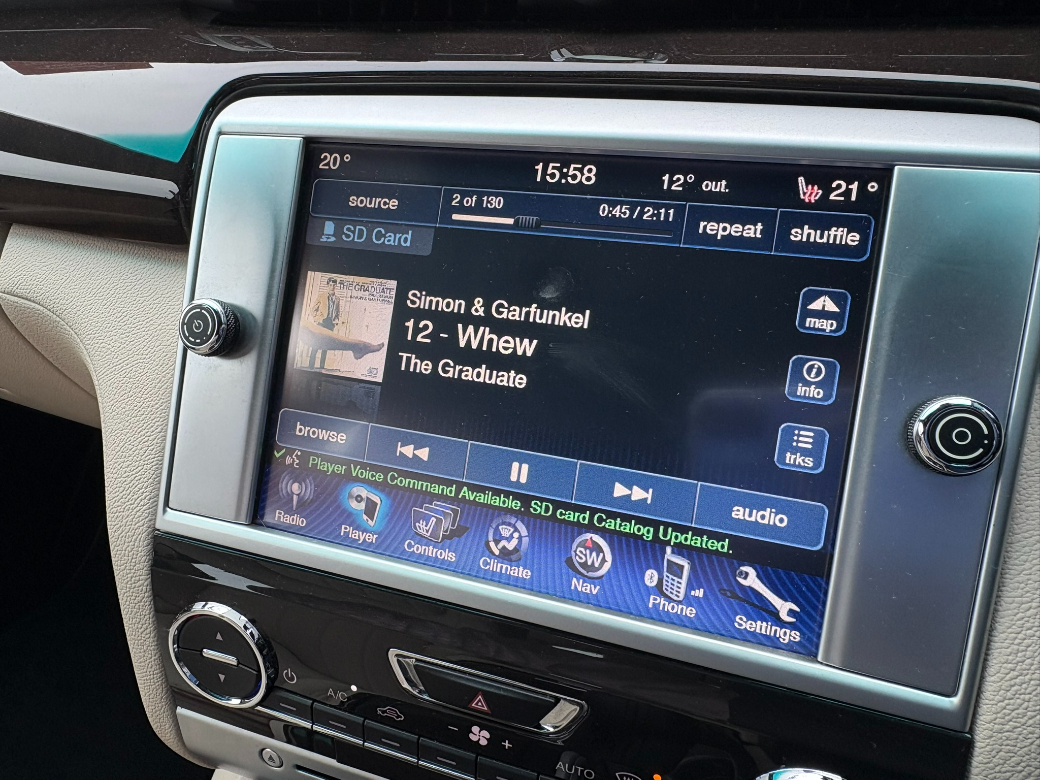 20°
15:58
12° out.
21°
source
2 of 130
0:45 / 2:11
repeat
shuffle
SD Card
THE GRADUATE
Simon & Garfunkel
12 - Whew
The Graduate
map
info
trks
browse
audio
Player Voice Command Available. SD card Catalog Updated.
Radio
Player
Controls
Climate
SW
Nav
Phone
Settings
A/C
- +
AUTO